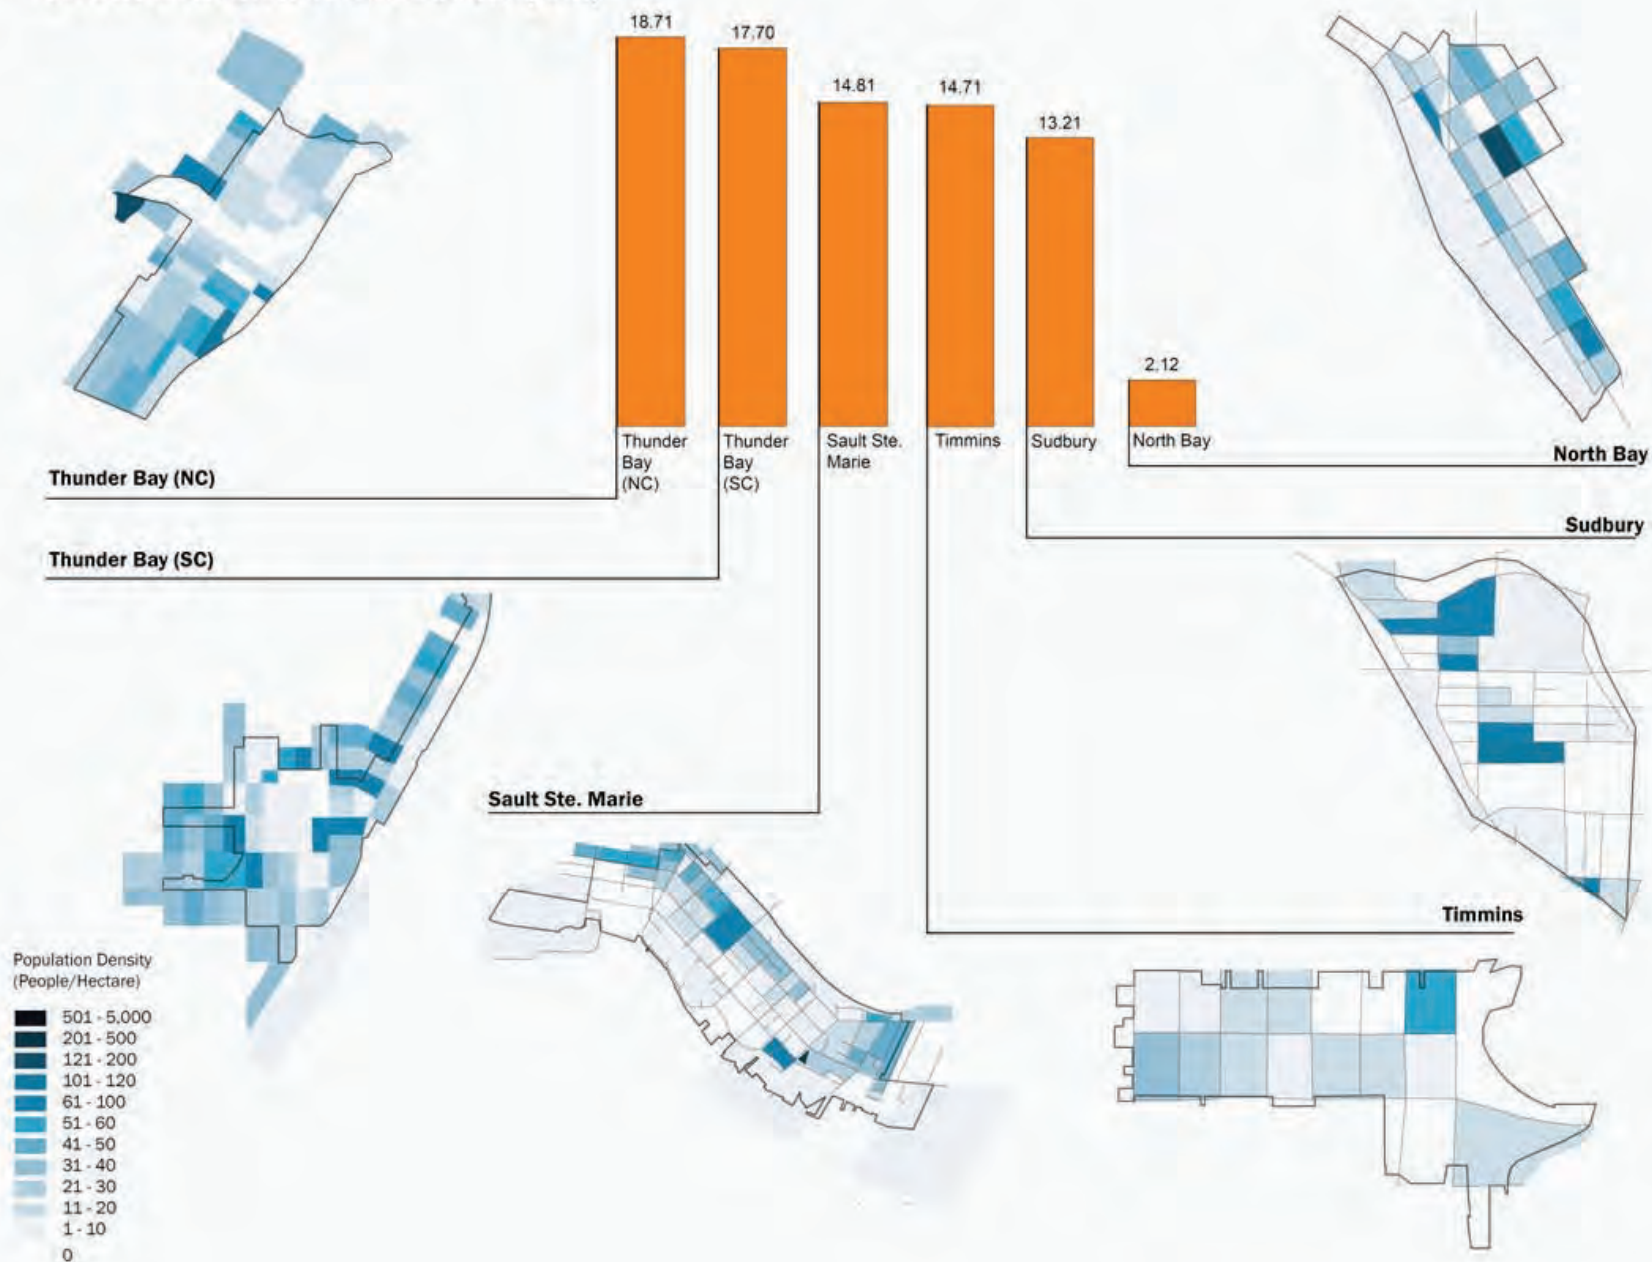 18.71
17.70
14.81
14.71
13.21
2.12
Thunder
Bay
(NC)
Thunder
Bay
(SC)
Sault Ste.
Marie
Timmins
Sudbury
North Bay
Thunder Bay (NC)
North Bay
Sudbury
Thunder Bay (SC)
Sault Ste. Marie
Timmins
Population Density
(People/Hectare)
501 - 5,000
201 - 500
121 - 200
101 - 120
61 - 100
51 - 60
41 - 50
31 - 40
21 - 30
11 - 20
1 - 10
0